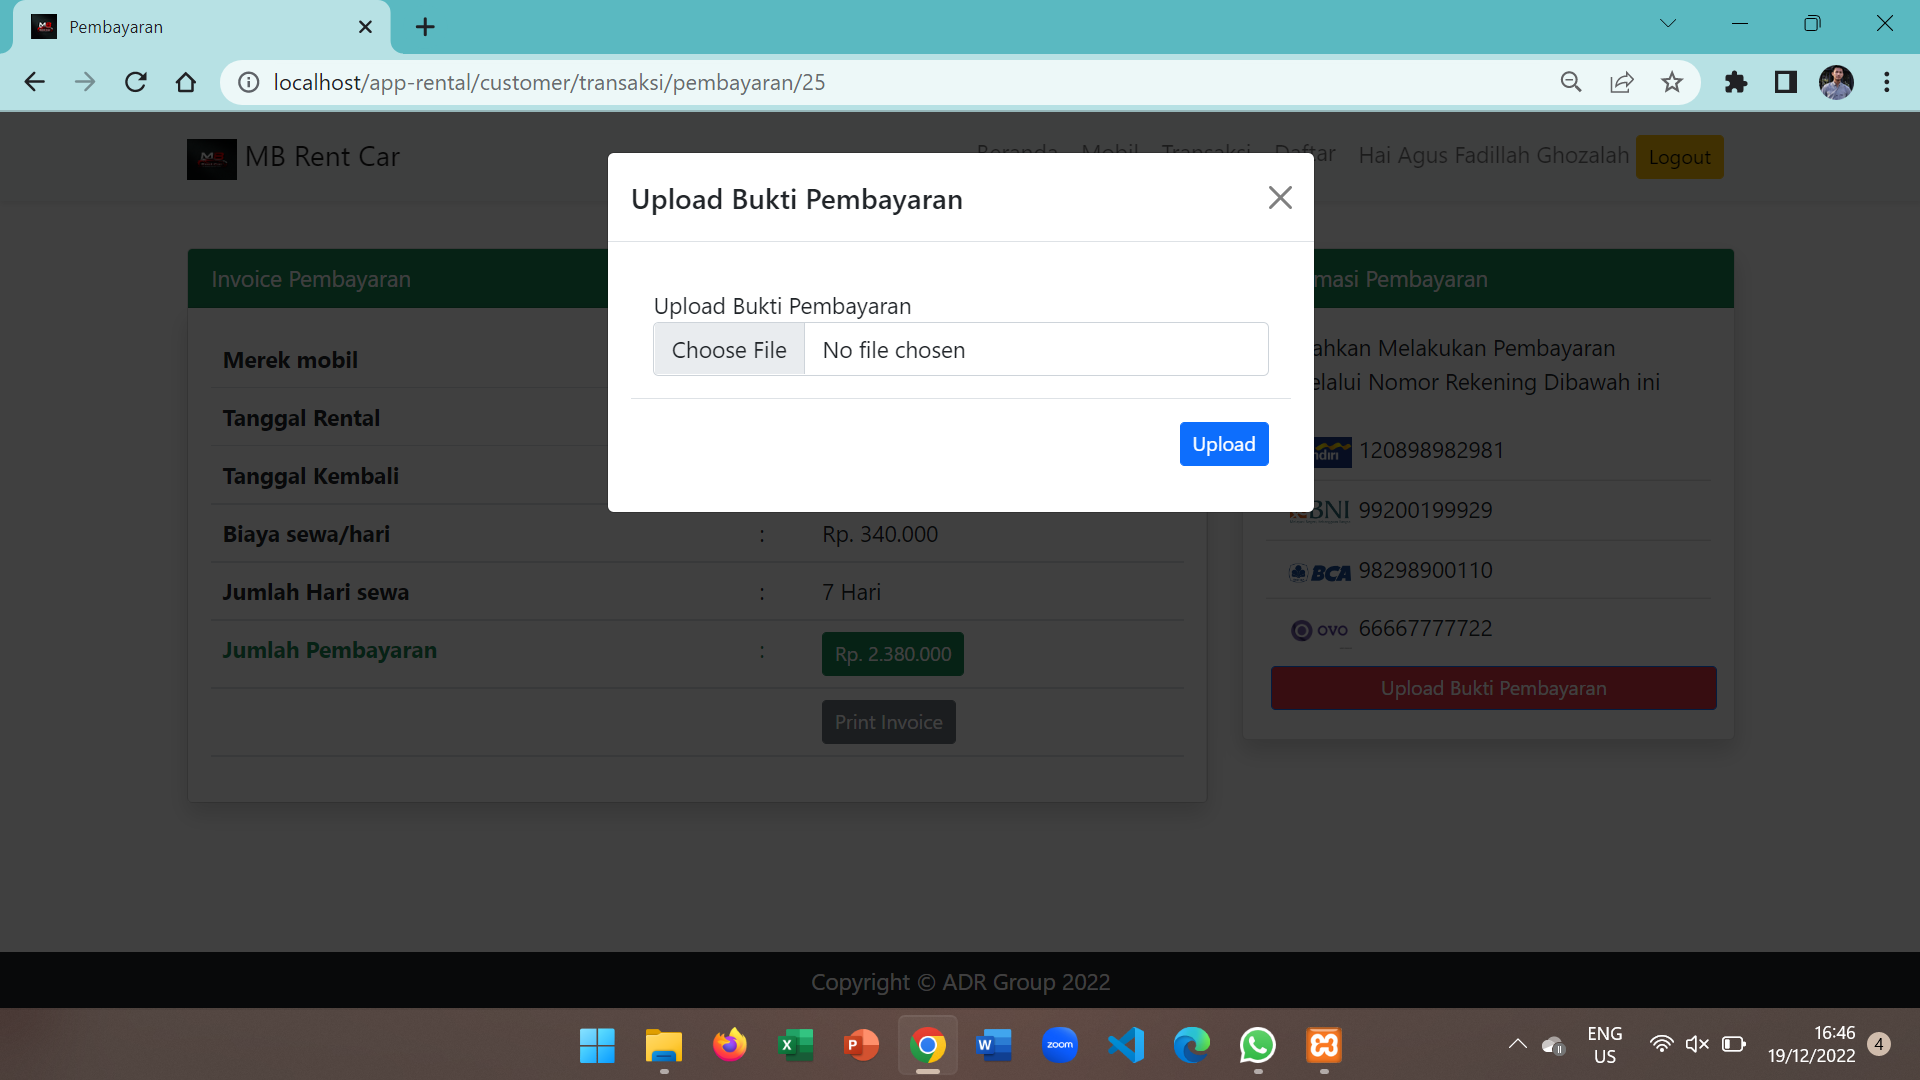 Pembayaran
localhost/app-rental/customer/transaksi/pembayaran/25
MB Rent Car
Beranda Mobil Transaksi Daftar Hai Agus Fadillah Ghozalah Logout
Upload Bukti Pembayaran
Upload Bukti Pembayaran
Choose File No file chosen
Upload
Invoice Pembayaran
Merek mobil
Tanggal Rental
Tanggal Kembali
Biaya sewa/hari : Rp. 340.000
Jumlah Hari sewa : 7 Hari
Jumlah Pembayaran : Rp. 2.380.000
Print Invoice
masi Pembayaran
ahkan Melakukan Pembayaran
elalui Nomor Rekening Dibawah ini
ndiri 120898982981
BNI 99200199929
BCA 98298900110
OVO 66667777722
Upload Bukti Pembayaran
Copyright © ADR Group 2022
zoom
ENG
US
16:46
19/12/2022
4